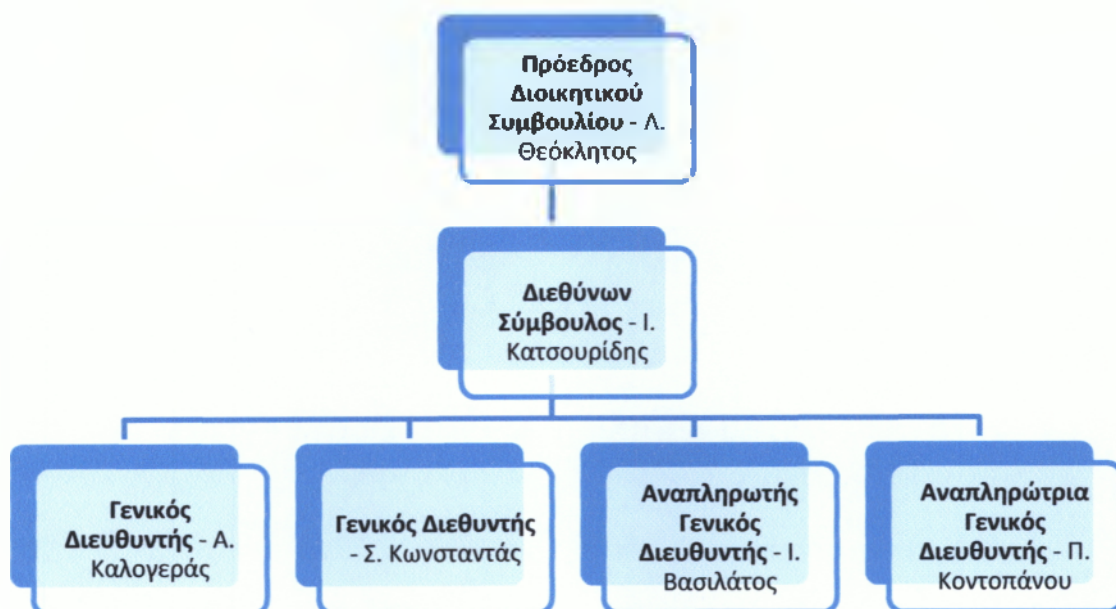 Πρόεδρος
Διοικητικού
Συμβουλίου - Λ.
Θεόκλητος
Διεθύνων
Σύμβουλος - Ι.
Κατσουρίδης
Γενικός
Διευθυντής - Α.
Καλογεράς
Γενικός Διεθυντής
- Σ. Κωνσταντάς
Αναπληρωτής
Γενικός
Διευθυντής - Ι.
Βασιλάτος
Αναπληρώτρια
Γενικός
Διευθυντής - Π.
Κοντοπάνου